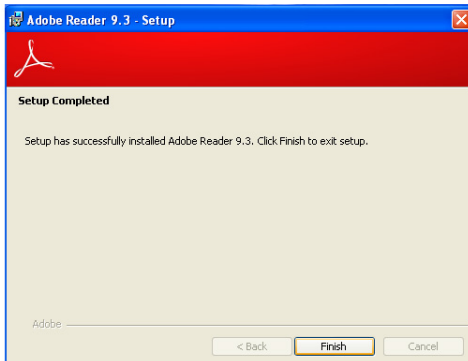 Adobe Reader 9.3 - Setup
Setup Completed
Setup has successfully installed Adobe Reader 9.3. Click Finish to exit setup.
Adobe
< Back Finish Cancel